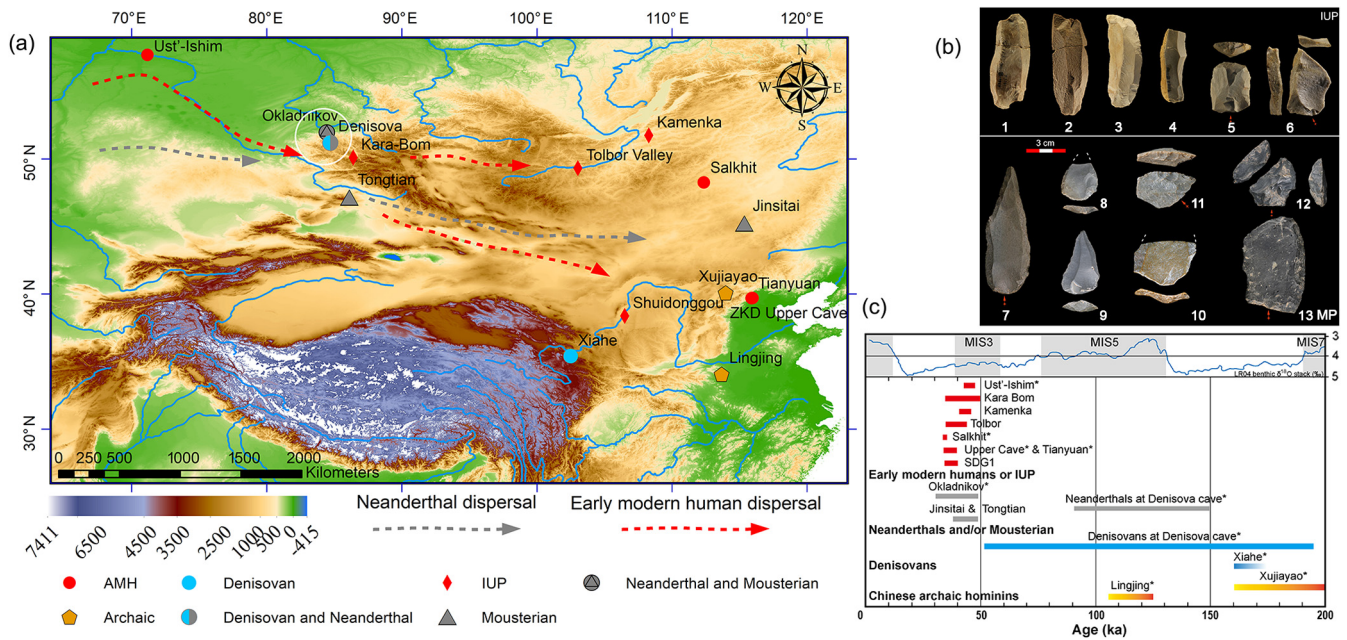 (a)
70°E 80°E 90°E 100°E 110°E 120°E
50°N
40°N
30°N
N
W E
S
Ust'-Ishim
Okladnikov
Denisova
Kara-Bom
Tongtian
Kamenka
Tolbor Valley
Salkhit
Jinsitai
Xujiayao
Tianyuan
Shuidonggou
ZKD Upper Cave
Xiahe
Lingjing
0 250 500 1000 1500 2000
Kilometers
7411 6500 4500 3500 2500 1000 500 0 -415
Neanderthal dispersal
Early modern human dispersal
AMH
Denisovan
IUP
Neanderthal and Mousterian
Archaic
Denisovan and Neanderthal
Mousterian
(b)
IUP
1 2 3 4 5 6
3 cm
8 11 12
7 9 10 13 MP
(c)
MIS3 MIS5 MIS7
3
4
5
LR04 benthic δ18O stack (‰)
Ust'-Ishim*
Kara Bom
Kamenka
Tolbor
Salkhit*
Upper Cave* & Tianyuan*
SDG1
Early modern humans or IUP
Okladnikov*
Neanderthals at Denisova cave*
Jinsitai & Tongtian
Neanderthals and/or Mousterian
Denisovans at Denisova cave*
Xiahe*
Denisovans
Xujiayao*
Lingjing*
Chinese archaic hominins
0 50 100 150 200
Age (ka)